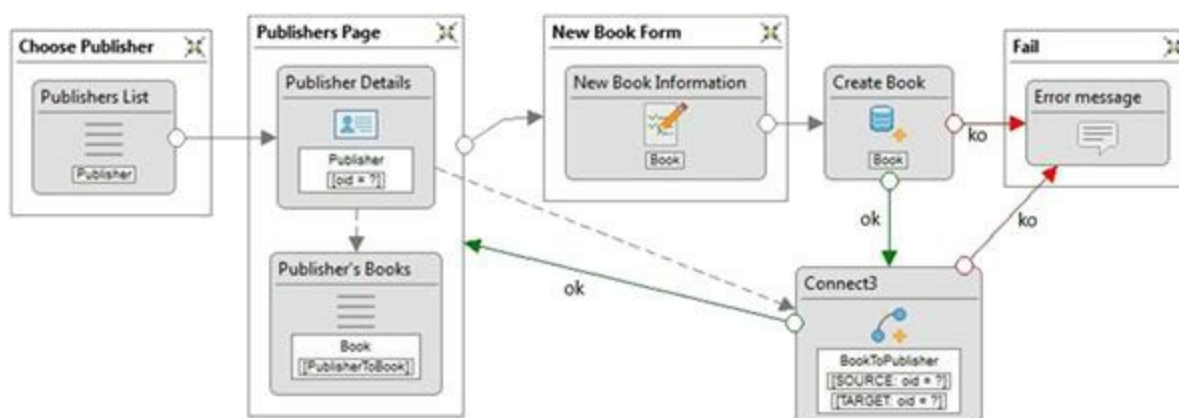 Choose Publisher
Publishers List
Publisher
Publishers Page
Publisher Details
Publisher
[[oid = ?]]
Publisher's Books
Book
[[PublisherToBook]]
New Book Form
New Book Information
Book
Create Book
Book
ko
ok
Fail
Error message
ko
ok
Connect3
BookToPublisher
[[SOURCE: oid = ?]
[TARGET: oid = ?]]